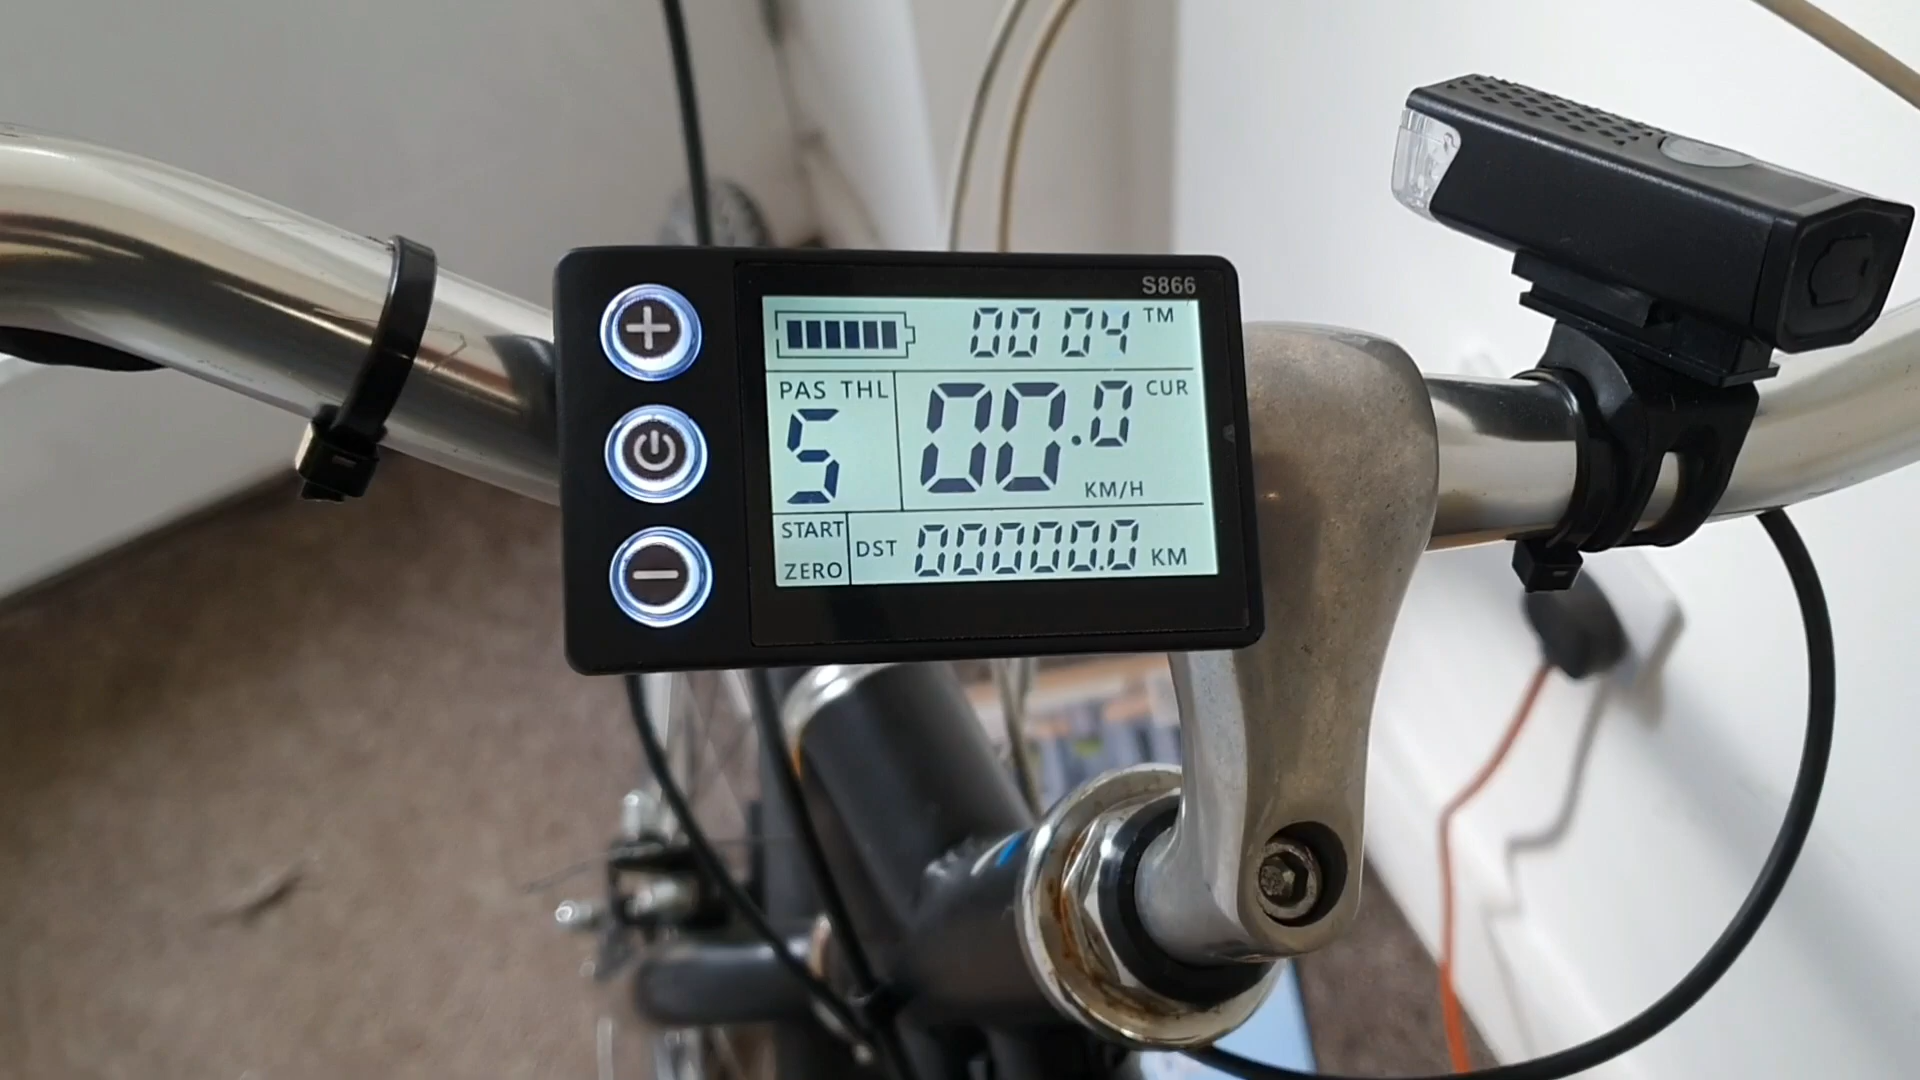 S866
00 04 TM
PAS THL
5
00.0 CUR
KM/H
START
ZERO
DST 00000.0 KM